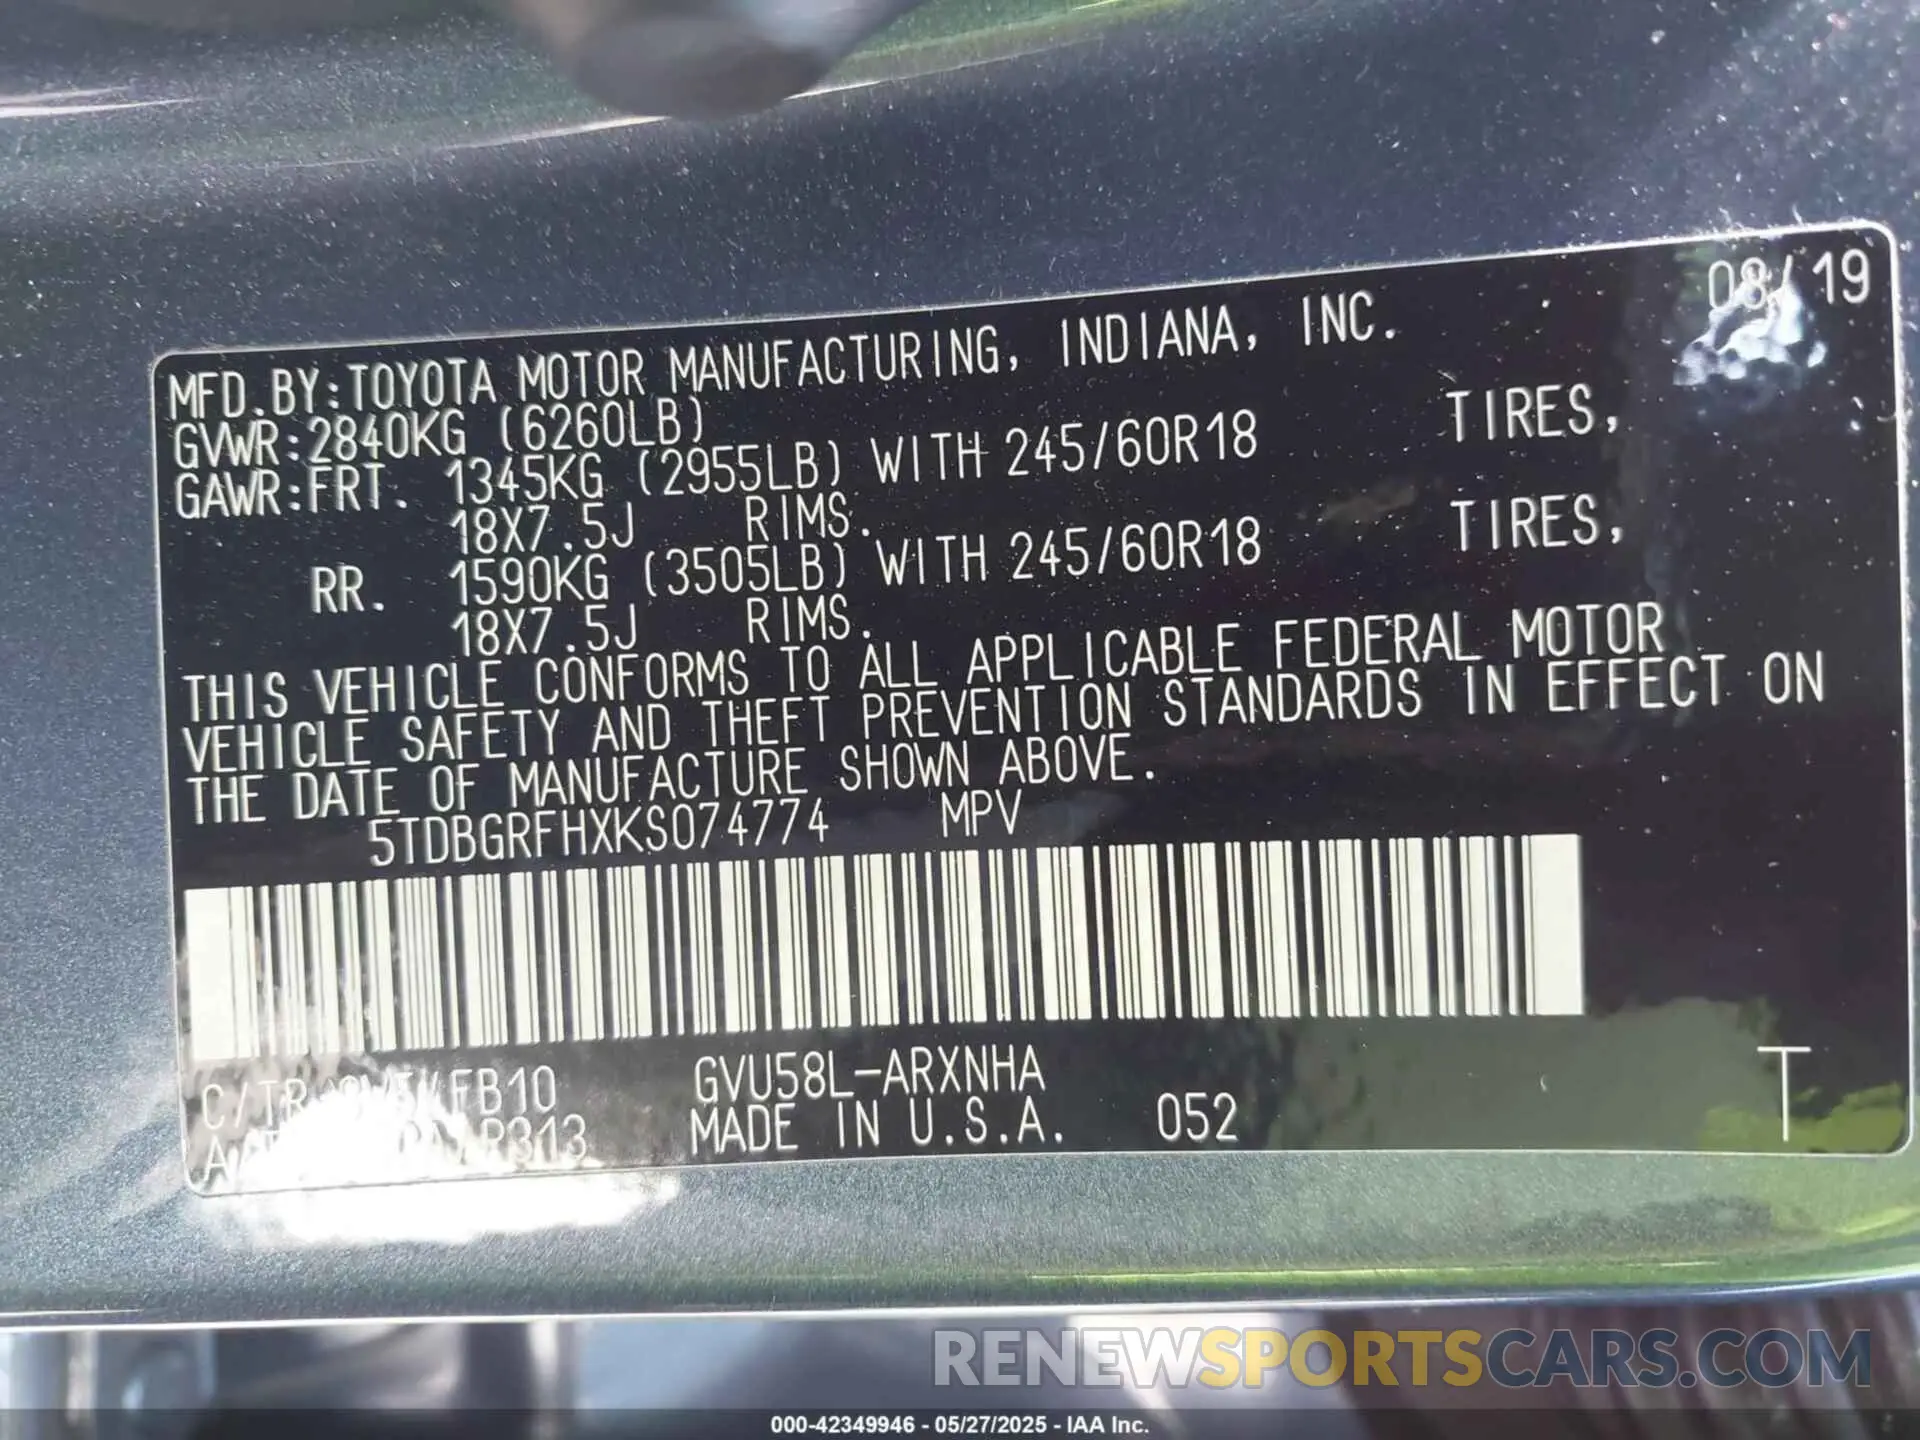 08/19
MFD.BY:TOYOTA MOTOR MANUFACTURING, INDIANA, INC.
GVWR:2840KG (6260LB)
GAWR:FRT. 1345KG (2955LB) WITH 245/60R18 TIRES,
18X7.5J RIMS.
RR. 1590KG (3505LB) WITH 245/60R18 TIRES,
18X7.5J RIMS.
THIS VEHICLE CONFORMS TO ALL APPLICABLE FEDERAL MOTOR
VEHICLE SAFETY AND THEFT PREVENTION STANDARDS IN EFFECT ON
THE DATE OF MANUFACTURE SHOWN ABOVE.
5TDBGRFHXKS074774 MPV
C/TR FB10 GVU58L-ARXNHA
MADE IN U.S.A. 052 T
RENEWSPORTSCARS.COM
000-42349946 - 05/27/2025 - IAA Inc.